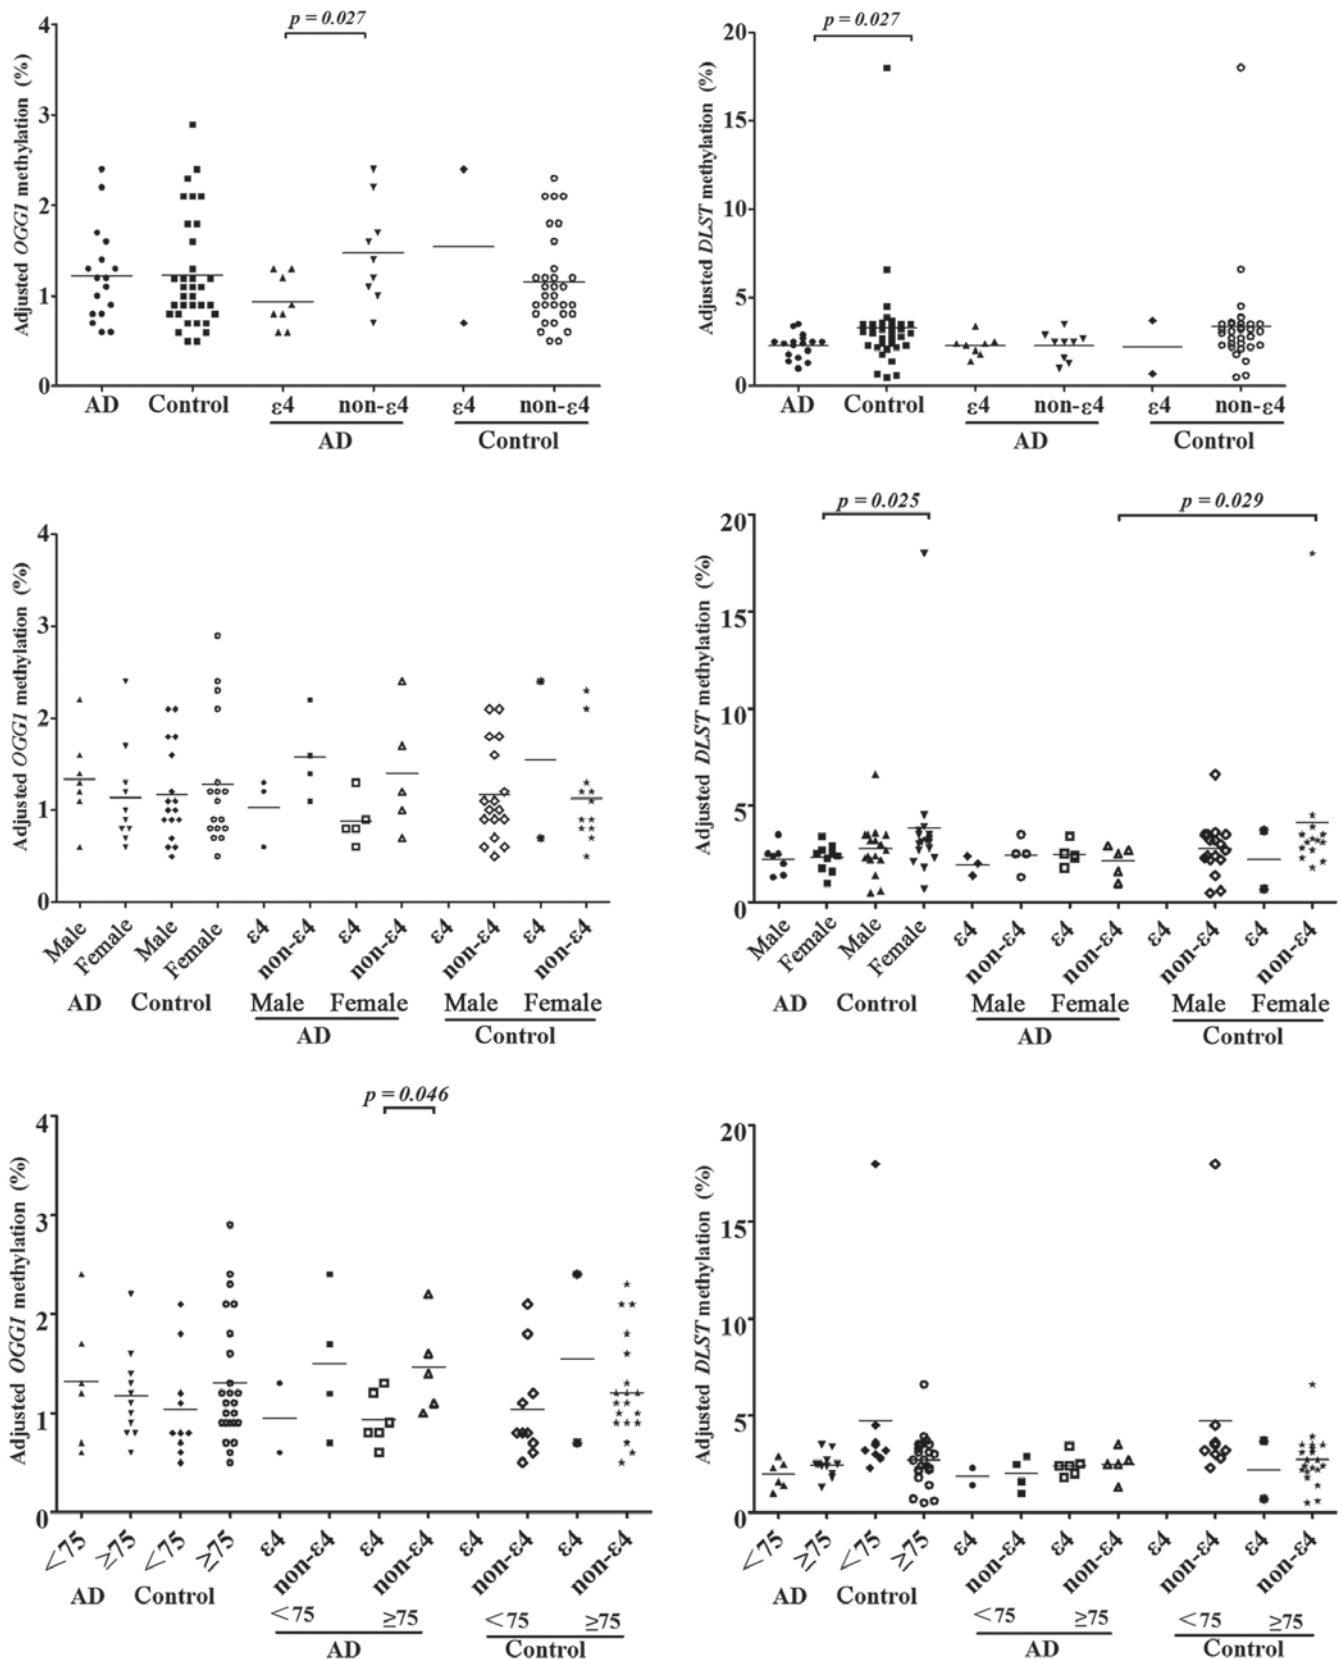 p = 0.027
Adjusted OGG1 methylation (%)
4
3
2
1
0
AD Control ε4 non-ε4 ε4 non-ε4
AD Control
p = 0.027
Adjusted DLST methylation (%)
20
15
10
5
0
AD Control ε4 non-ε4 ε4 non-ε4
AD Control
Adjusted OGG1 methylation (%)
4
3
2
1
0
Male Female Male Female ε4 non-ε4 ε4 non-ε4 ε4 non-ε4 ε4 non-ε4
AD Control Male Female Male Female
AD Control
p = 0.025 p = 0.029
Adjusted DLST methylation (%)
20
15
10
5
0
Male Female Male Female ε4 non-ε4 ε4 non-ε4 ε4 non-ε4 ε4 non-ε4
AD Control Male Female Male Female
AD Control
p = 0.046
Adjusted OGG1 methylation (%)
4
3
2
1
0
<75 ≥75 <75 ≥75 ε4 non-ε4 ε4 non-ε4 ε4 non-ε4 ε4 non-ε4
AD Control
<75 ≥75 <75 ≥75
AD Control
Adjusted DLST methylation (%)
20
15
10
5
0
<75 ≥75 <75 ≥75 ε4 non-ε4 ε4 non-ε4 ε4 non-ε4 ε4 non-ε4
AD Control
<75 ≥75 <75 ≥75
AD Control